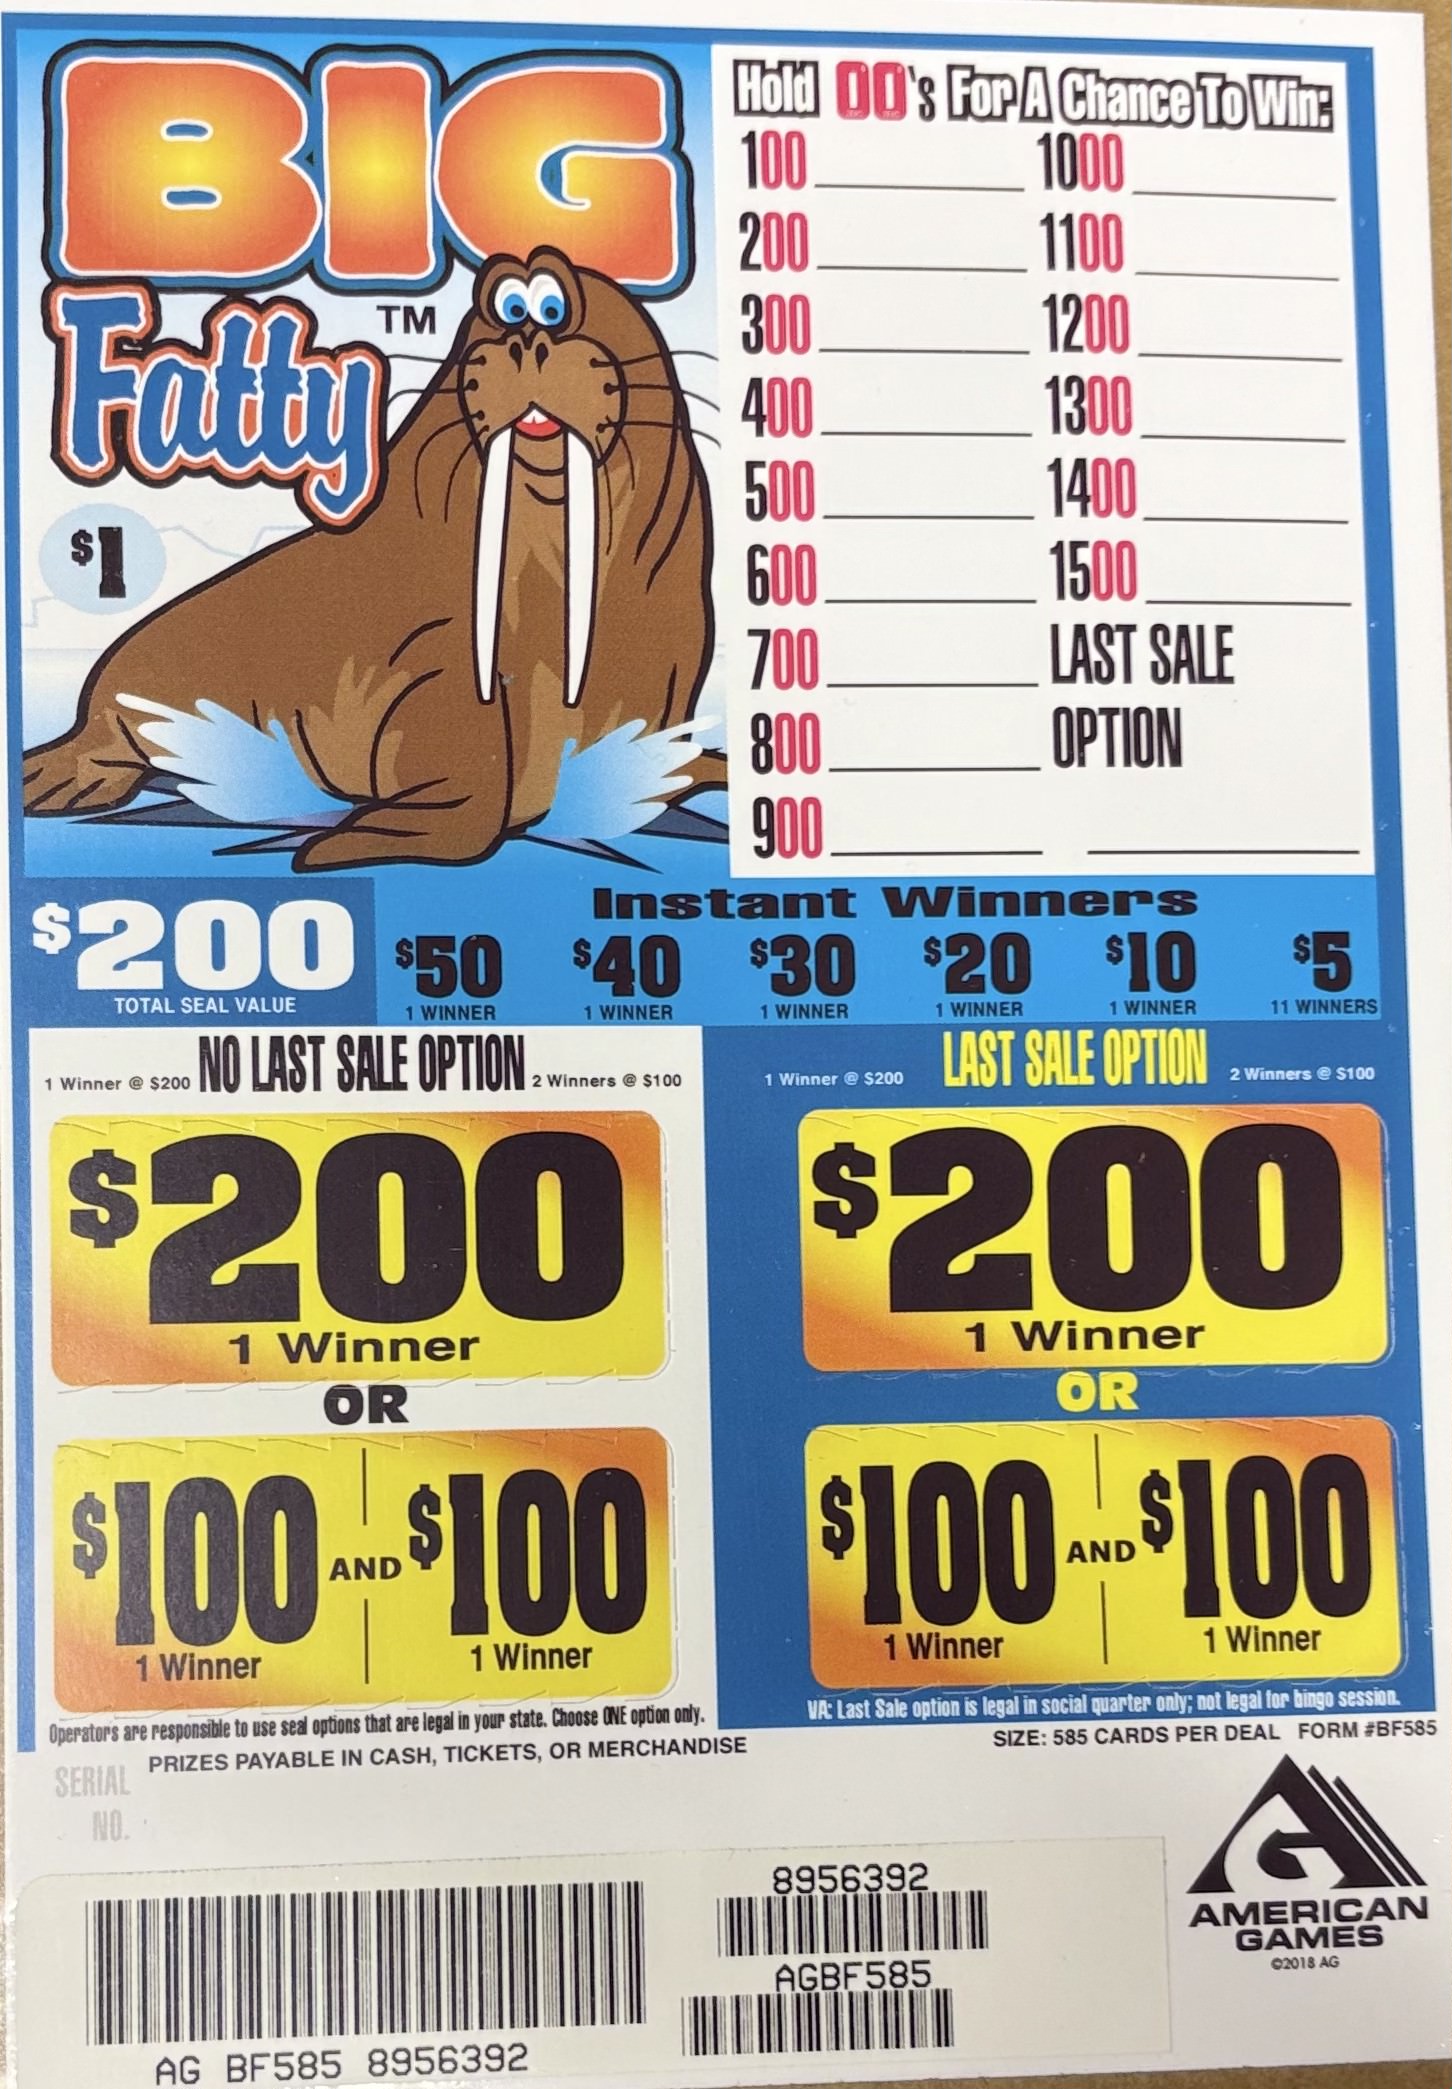 BIG
Fatty
TM
$1
Hold 00's For A Chance To Win:
ZERO ZERO
100
200
300
400
500
600
700
800
900
1000
1100
1200
1300
1400
1500
LAST SALE
OPTION
$200
TOTAL SEAL VALUE
Instant Winners
$50 $40 $30 $20 $10 $5
1 WINNER 1 WINNER 1 WINNER 1 WINNER 1 WINNER 11 WINNERS
1 Winner @ $200 NO LAST SALE OPTION 2 Winners @ $100
$200
1 Winner
OR
$100 AND $100
1 Winner 1 Winner
Operators are responsible to use seal options that are legal in your state. Choose ONE option only.
1 Winner @ $200 LAST SALE OPTION 2 Winners @ $100
$200
1 Winner
OR
$100 AND $100
1 Winner 1 Winner
VA: Last Sale option is legal in social quarter only; not legal for bingo session.
PRIZES PAYABLE IN CASH, TICKETS, OR MERCHANDISE
SIZE: 585 CARDS PER DEAL FORM #BF585
SERIAL
NO.
AG BF585 8956392
8956392
AGBF585
AMERICAN
GAMES
©2018 AG